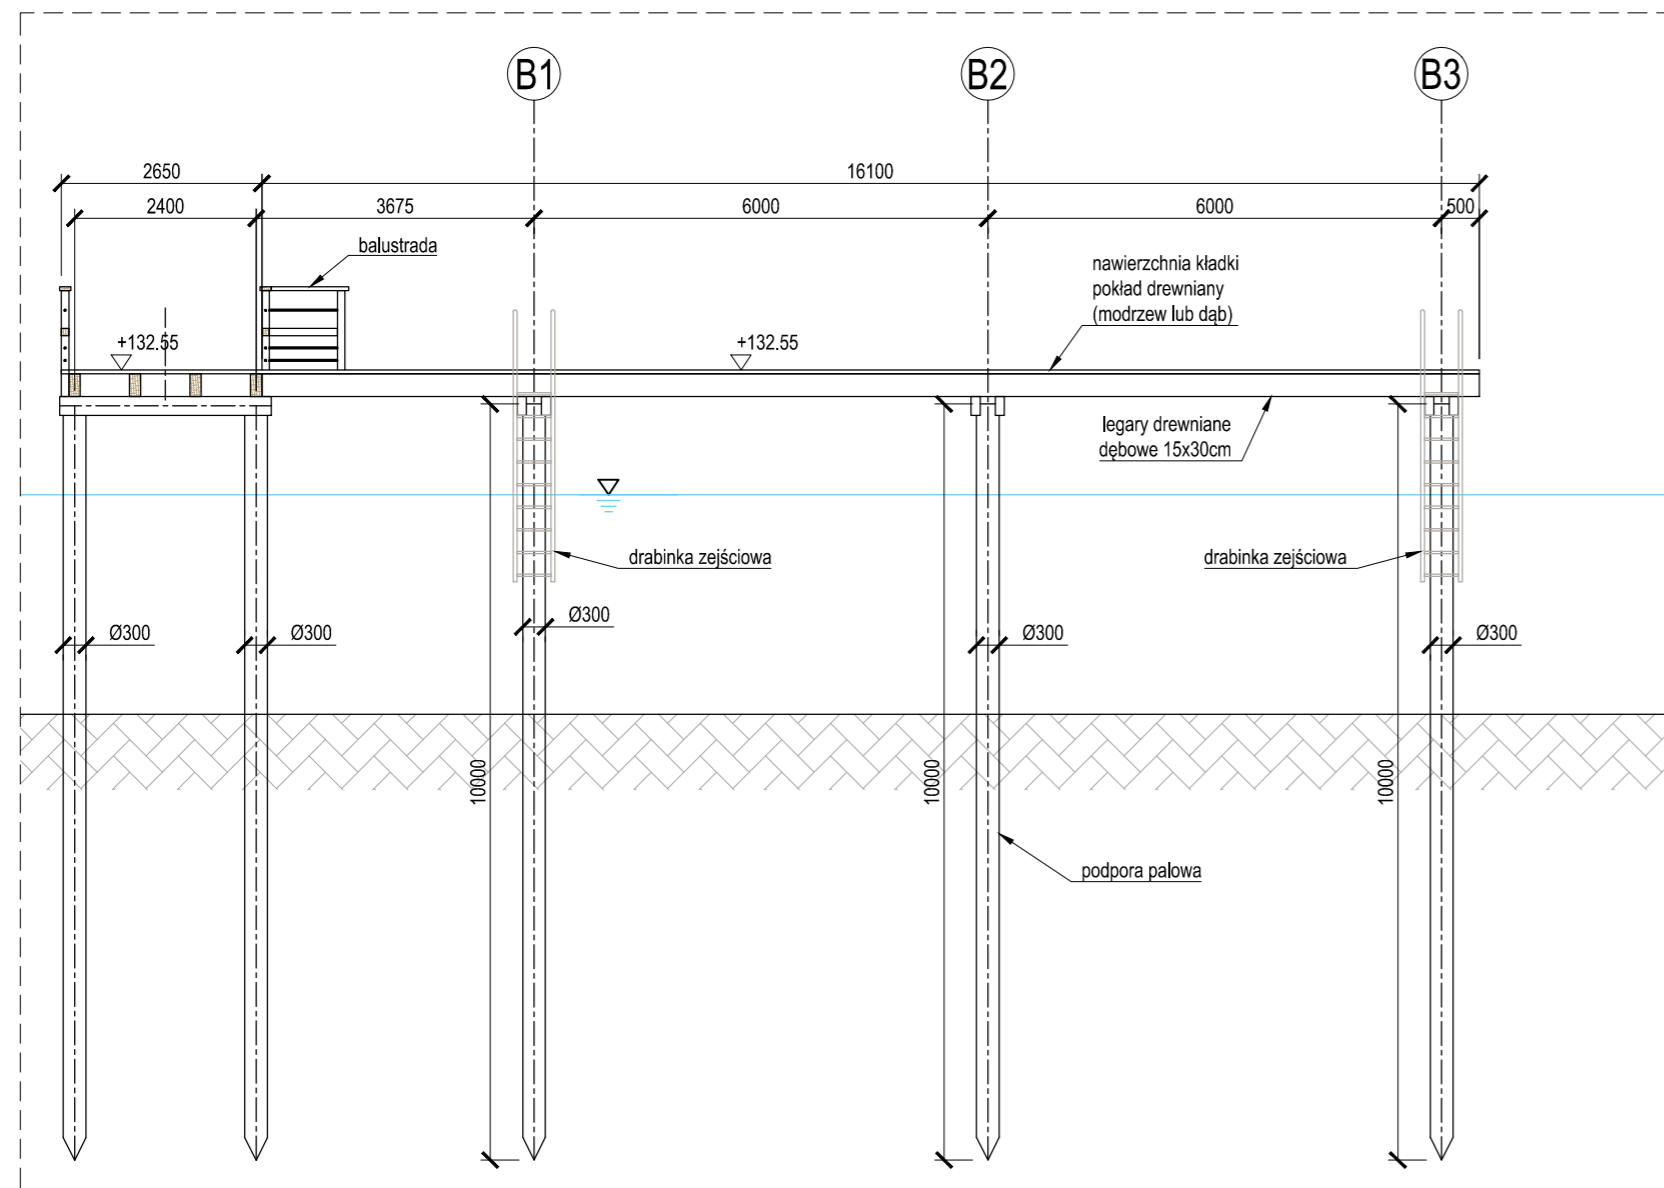 B1
B2
B3
2650
16100
2400
3675
6000
6000
500
balustrada
nawierzchnia kładki
pokład drewniany
(modrzew lub dąb)
+132.55
+132.55
legary drewniane
dębowe 15x30cm
drabinka zejściowa
drabinka zejściowa
Ø300
Ø300
Ø300
Ø300
Ø300
10000
10000
10000
podpora palowa